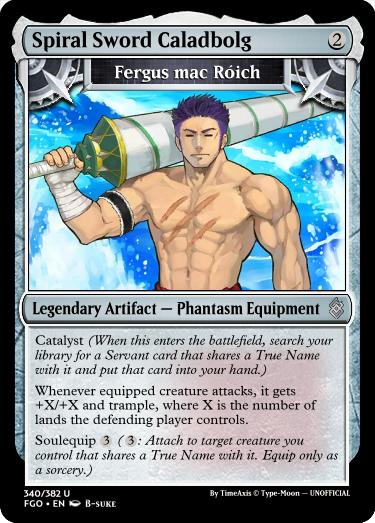 Spiral Sword Caladbolg 2
Fergus mac Róich
Legendary Artifact — Phantasm Equipment
Catalyst (When this enters the battlefield, search your
library for a Servant card that shares a True Name
with it and put that card into your hand.)
Whenever equipped creature attacks, it gets
+X/+X and trample, where X is the number of
lands the defending player controls.
Soulequip 3 (3: Attach to target creature you
control that shares a True Name with it. Equip only as
a sorcery.)
340/382 U
FGO • EN B-suke
By TimeAxis © Type-Moon — UNOFFICIAL